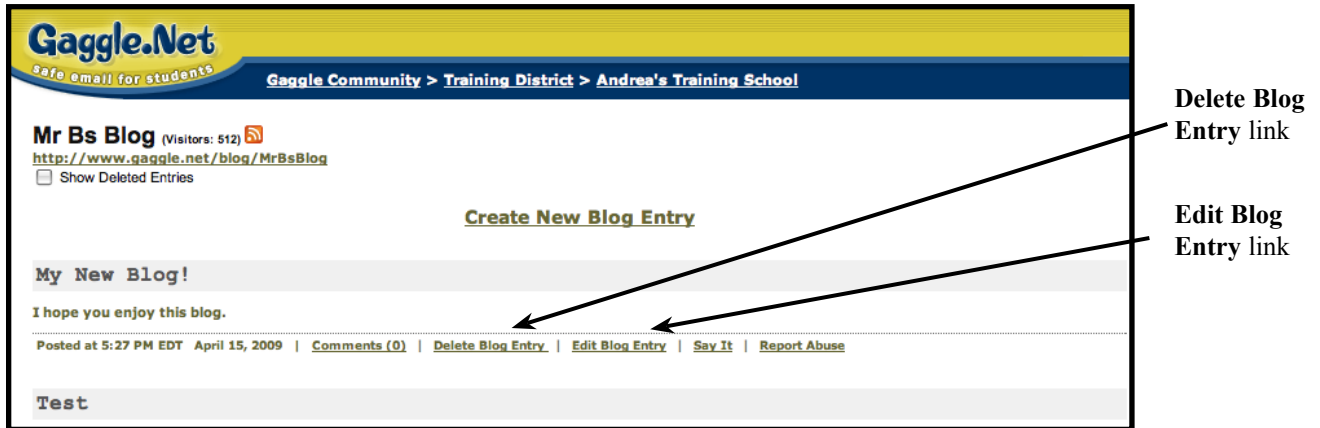 Gaggle.Net
safe email for students
Gaggle Community > Training District > Andrea's Training School
Mr Bs Blog (Visitors: 512)
http://www.gaggle.net/blog/MrBsBlog
Show Deleted Entries
Create New Blog Entry
My New Blog!
I hope you enjoy this blog.
Posted at 5:27 PM EDT April 15, 2009 | Comments (0) | Delete Blog Entry | Edit Blog Entry | Say It | Report Abuse
Test
Delete Blog
Entry link
Edit Blog
Entry link